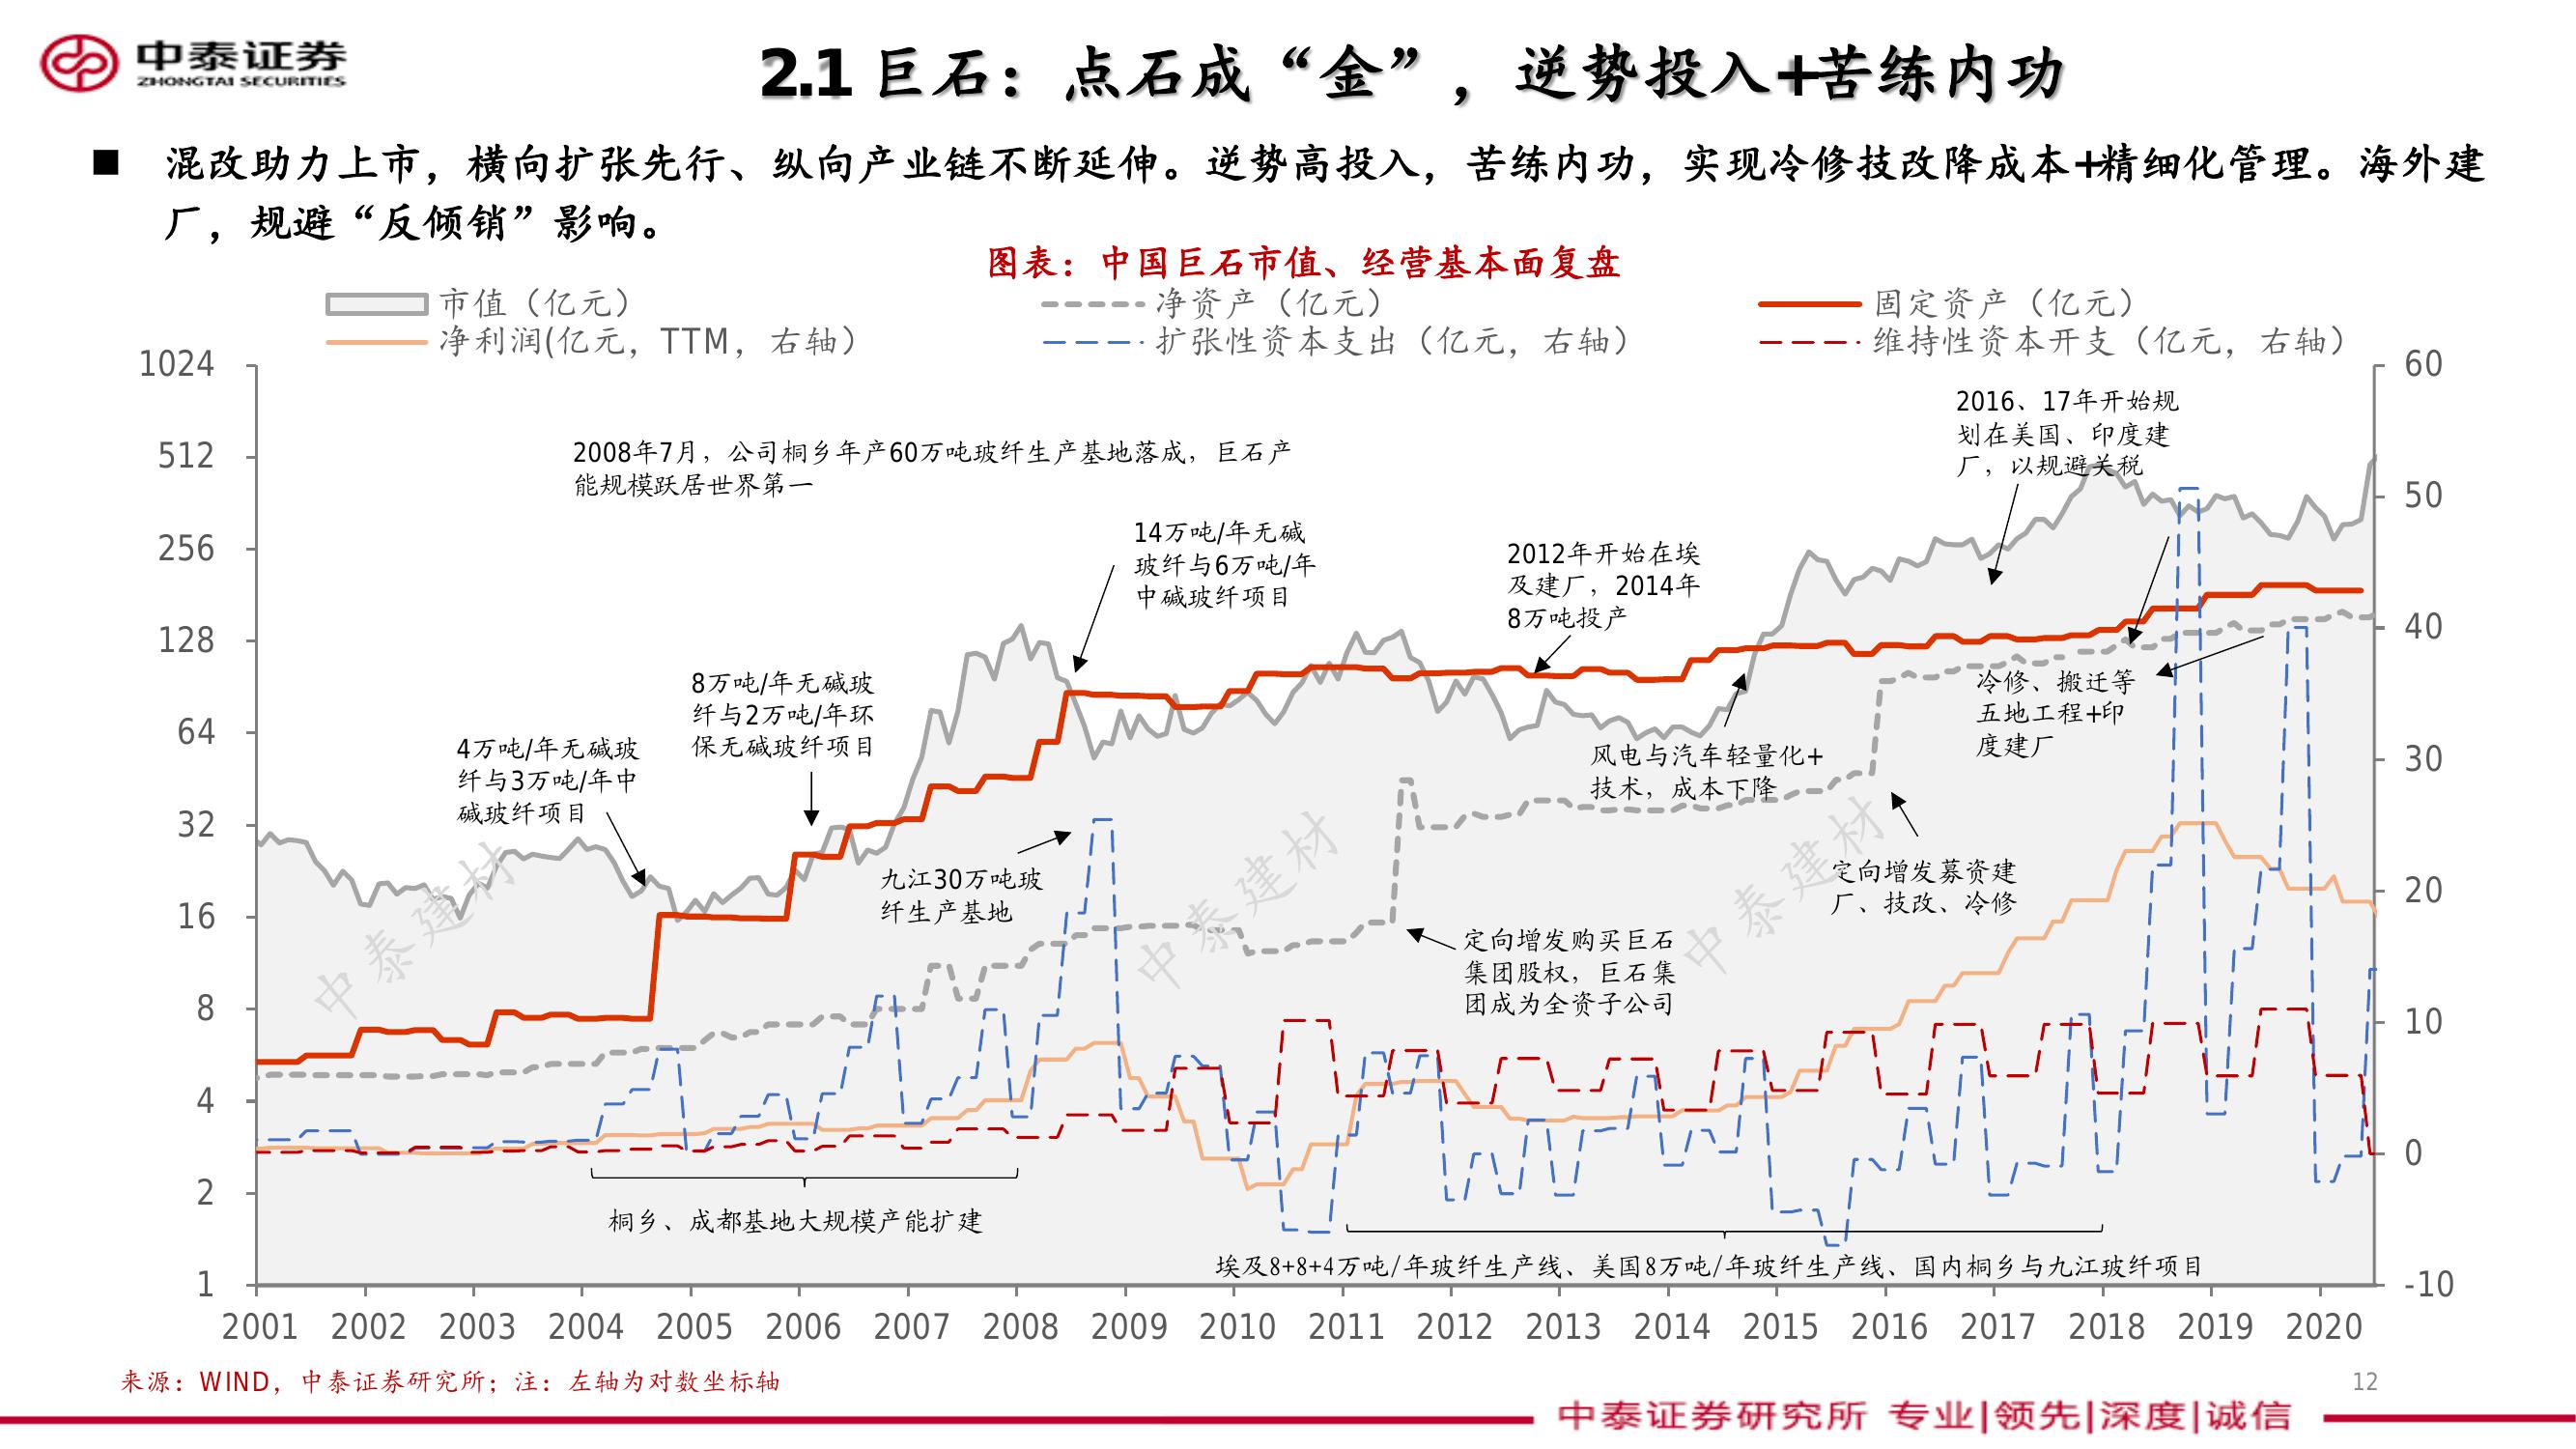 中泰证券
ZHONGTAI SECURITIES
2.1 巨石：点石成“金”，逆势投入+苦练内功
■ 混改助力上市，横向扩张先行、纵向产业链不断延伸。逆势高投入，苦练内功，实现冷修技改降成本+精细化管理。海外建
厂，规避“反倾销”影响。
图表：中国巨石市值、经营基本面复盘
市值（亿元）
净资产（亿元）
固定资产（亿元）
净利润(亿元，TTM，右轴）
扩张性资本支出（亿元，右轴）
维持性资本开支（亿元，右轴）
1024
512
256
128
64
32
16
8
4
2
1
60
50
40
30
20
10
0
-10
2008年7月，公司桐乡年产60万吨玻纤生产基地落成，巨石产
能规模跃居世界第一
4万吨/年无碱玻
纤与3万吨/年中
碱玻纤项目
8万吨/年无碱玻
纤与2万吨/年环
保无碱玻纤项目
14万吨/年无碱
玻纤与6万吨/年
中碱玻纤项目
九江30万吨玻
纤生产基地
2012年开始在埃
及建厂，2014年
8万吨投产
2016、17年开始规
划在美国、印度建
厂，以规避关税
风电与汽车轻量化+
技术，成本下降
冷修、搬迁等
五地工程+印
度建厂
定向增发募资建
厂、技改、冷修
定向增发购买巨石
集团股权，巨石集
团成为全资子公司
中泰建材
中泰建材
中泰建材
桐乡、成都基地大规模产能扩建
埃及8+8+4万吨/年玻纤生产线、美国8万吨/年玻纤生产线、国内桐乡与九江玻纤项目
2001 2002 2003 2004 2005 2006 2007 2008 2009 2010 2011 2012 2013 2014 2015 2016 2017 2018 2019 2020
来源：WIND，中泰证券研究所；注：左轴为对数坐标轴
12
中泰证券研究所 专业|领先|深度|诚信